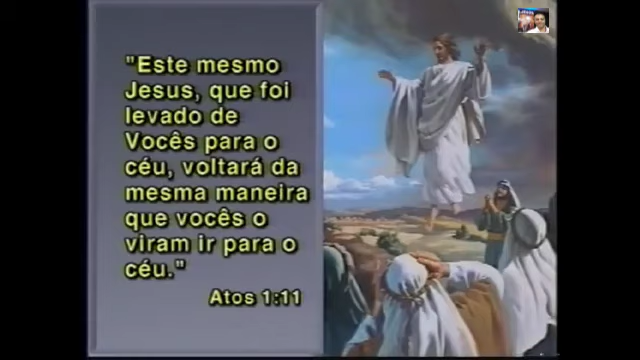 "Este mesmo
Jesus, que foi
levado de
Vocês para o
céu, voltará da
mesma maneira
que vocês o
viram ir para o
céu."
Atos 1:11